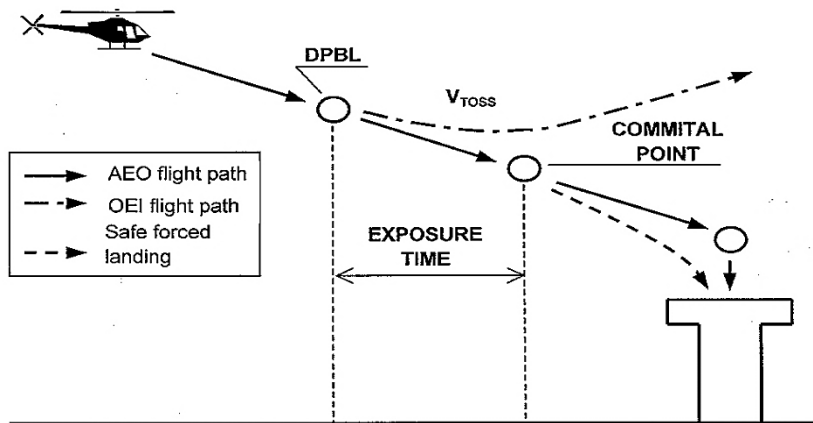 DPBL
VTOSS
COMMITAL
POINT
AEO flight path
OEI flight path
Safe forced
landing
EXPOSURE
TIME